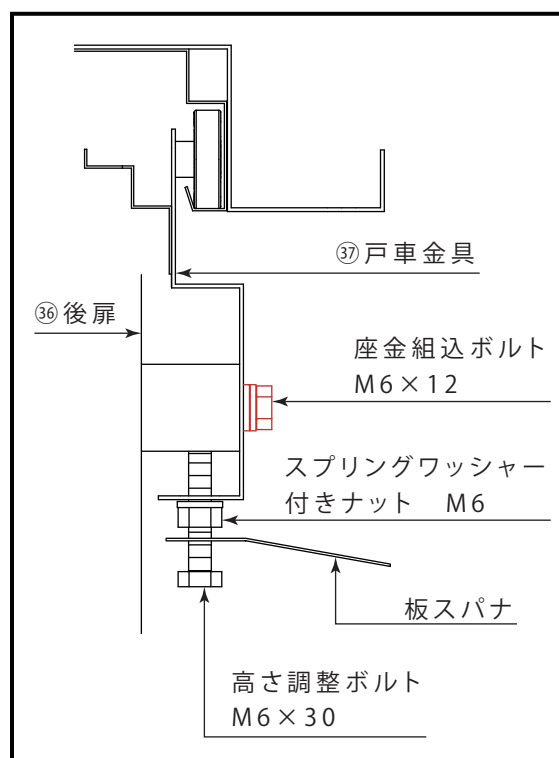 ㊲戸車金具
㊱後扉
座金組込ボルト
M6×12
スプリングワッシャー
付きナット　M6
板スパナ
高さ調整ボルト
M6×30